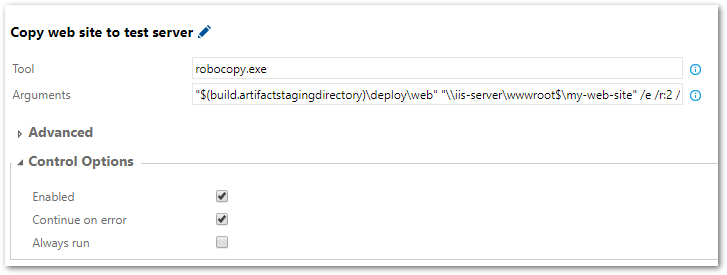 Copy web site to test server
Tool robocopy.exe
Arguments "$(build.artifactstagingdirectory)\deploy\web" "\\iis-server\wwwroot$\my-web-site" /e /r:2 /
Advanced
Control Options
Enabled
Continue on error
Always run